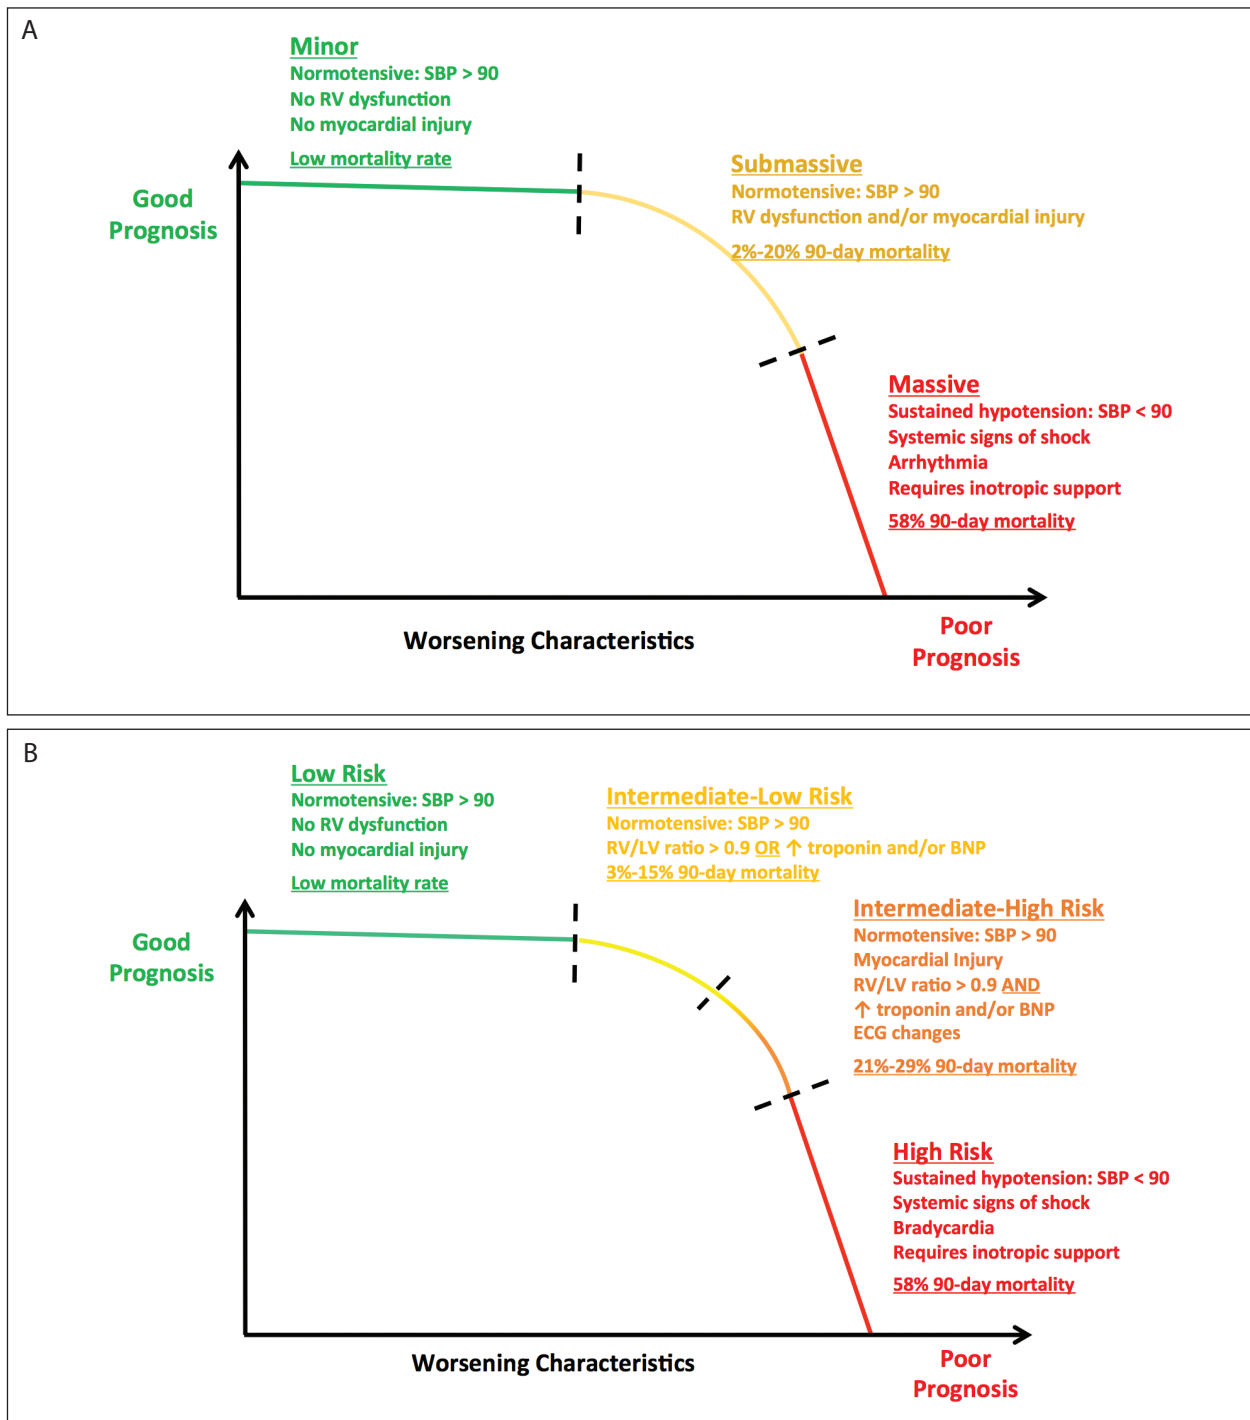 A
Minor
Normotensive: SBP > 90
No RV dysfunction
No myocardial injury
Low mortality rate
Submassive
Normotensive: SBP > 90
RV dysfunction and/or myocardial injury
2%-20% 90-day mortality
Good
Prognosis
Massive
Sustained hypotension: SBP < 90
Systemic signs of shock
Arrhythmia
Requires inotropic support
58% 90-day mortality
Worsening Characteristics
Poor
Prognosis
B
Low Risk
Normotensive: SBP > 90
No RV dysfunction
No myocardial injury
Low mortality rate
Intermediate-Low Risk
Normotensive: SBP > 90
RV/LV ratio > 0.9 OR ↑ troponin and/or BNP
3%-15% 90-day mortality
Good
Prognosis
Intermediate-High Risk
Normotensive: SBP > 90
Myocardial Injury
RV/LV ratio > 0.9 AND
↑ troponin and/or BNP
ECG changes
21%-29% 90-day mortality
High Risk
Sustained hypotension: SBP < 90
Systemic signs of shock
Bradycardia
Requires inotropic support
58% 90-day mortality
Worsening Characteristics
Poor
Prognosis